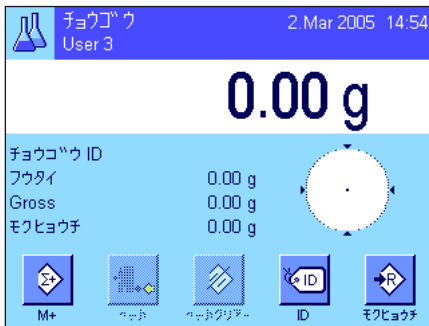 チョウゴウ 2.Mar 2005 14:54
User 3
0.00 g
チョウゴウ ID
フウタイ 0.00 g
Gross 0.00 g
モクヒョウチ 0.00 g
Σ+ ID R
M+ ID モクヒョウチ